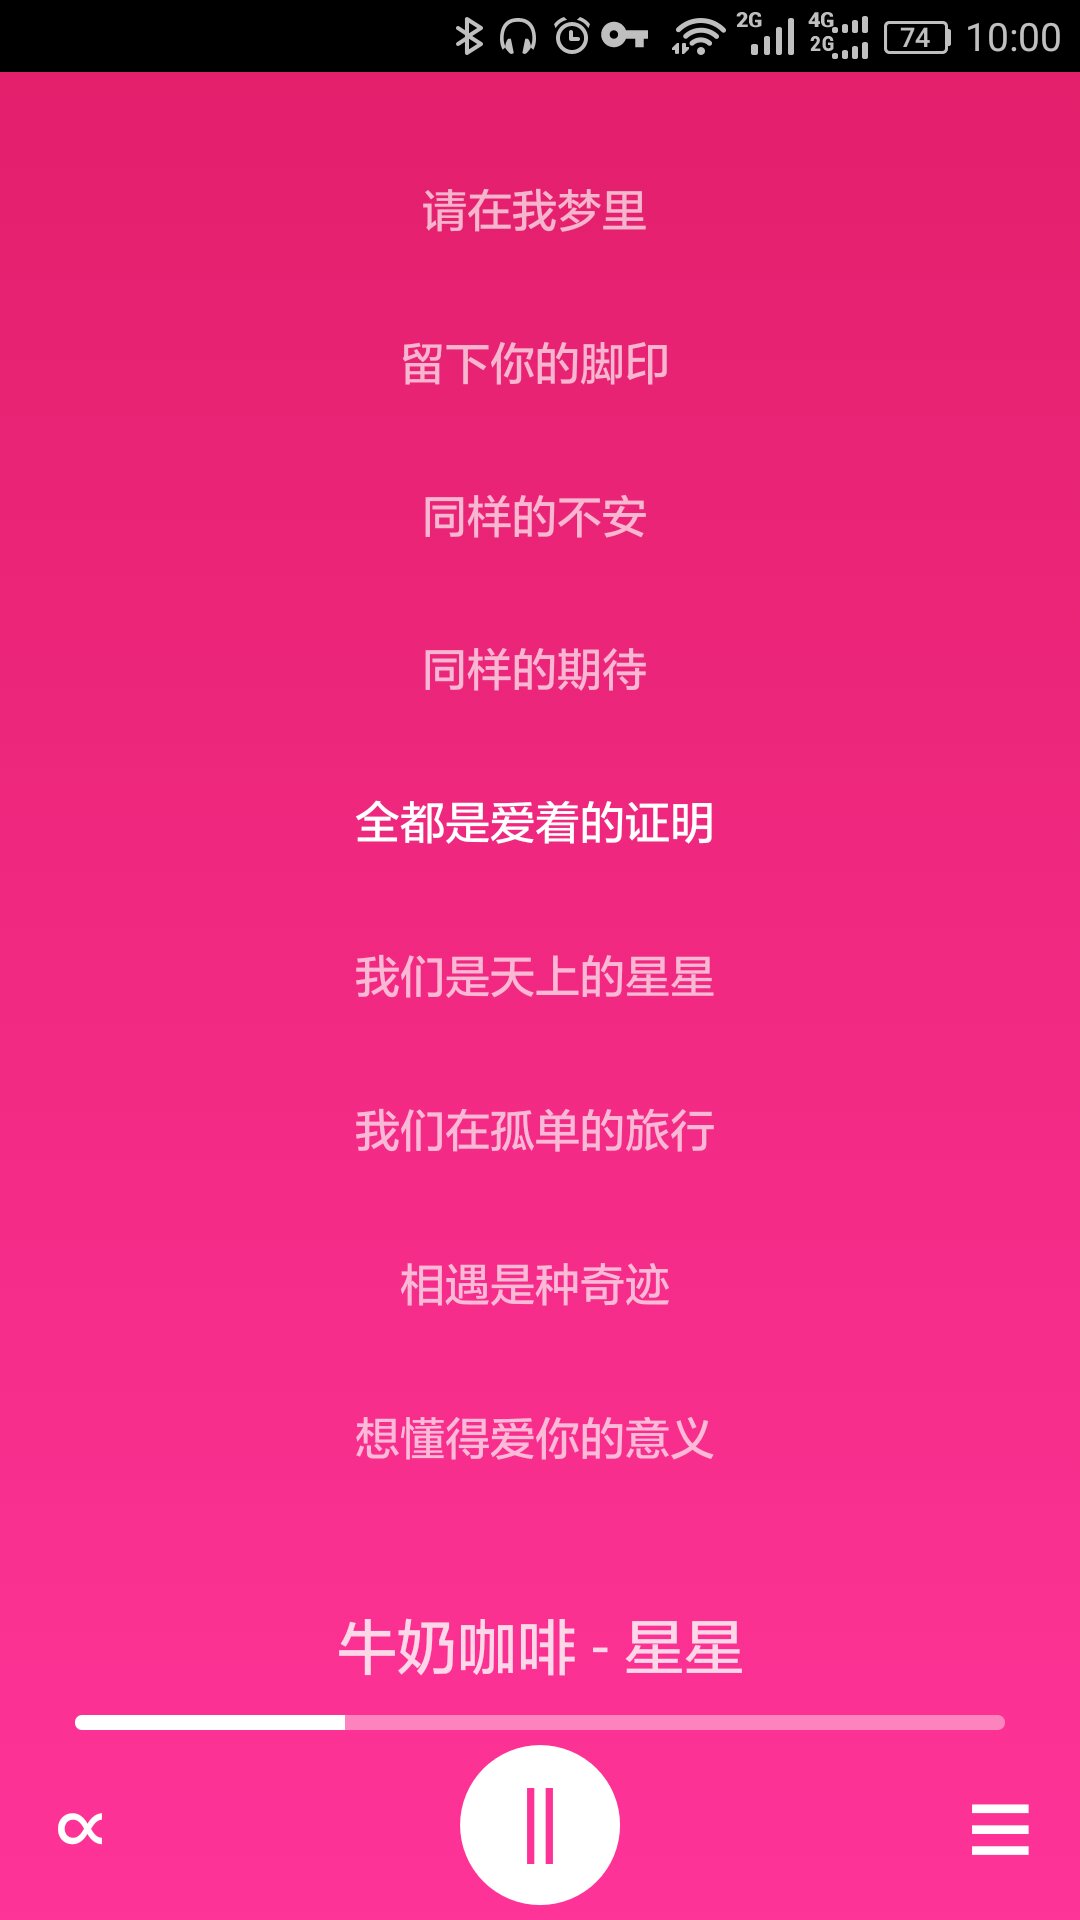 2G 4G 2G 74 10:00
请在我梦里
留下你的脚印
同样的不安
同样的期待
全都是爱着的证明
我们是天上的星星
我们在孤单的旅行
相遇是种奇迹
想懂得爱你的意义
牛奶咖啡 - 星星